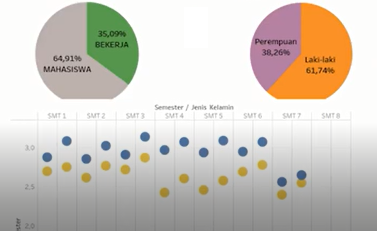 35,09%
BEKERJA
64,91%
MAHASISWA
Perempuan
38,26%
Laki-laki
61,74%
Semester / Jenis Kelamin
SMT 1 SMT 2 SMT 3 SMT 4 SMT 5 SMT 6 SMT 7 SMT 8
3,0
2,5
2,0